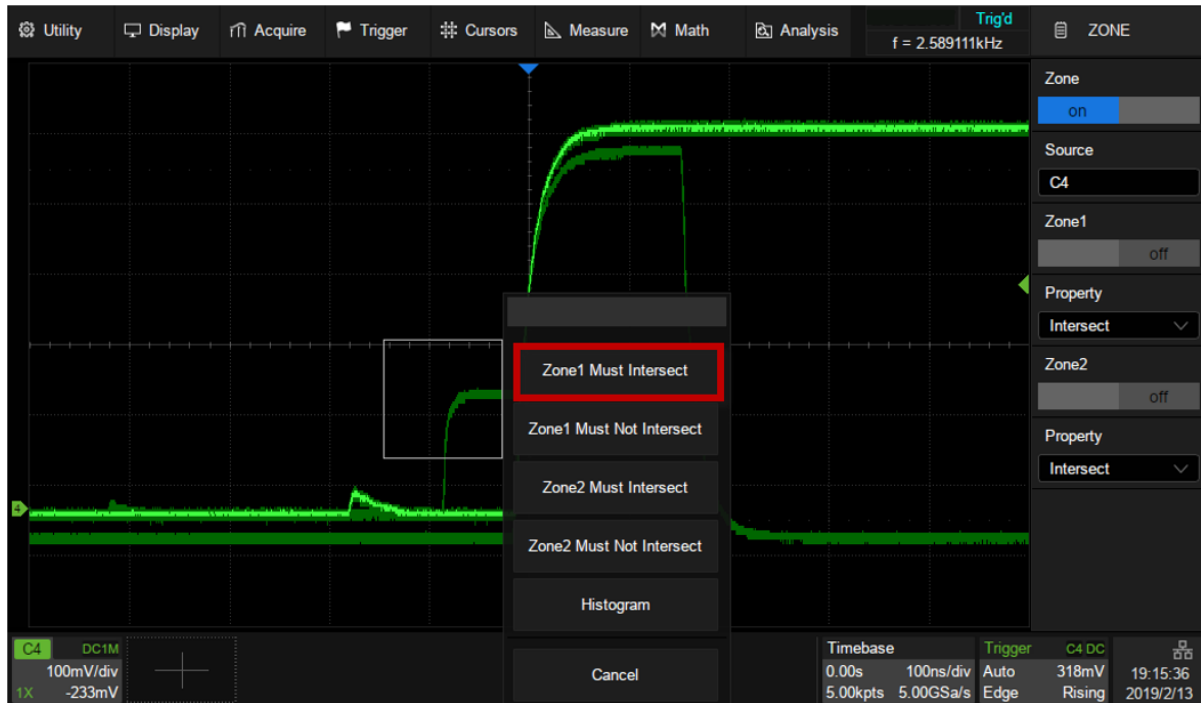 Utility Display Acquire Trigger Cursors Measure Math Analysis
Trig'd
f = 2.589111kHz
ZONE
Zone
on
Source
C4
Zone1
off
Property
Intersect
Zone2
off
Property
Intersect
Zone1 Must Intersect
Zone1 Must Not Intersect
Zone2 Must Intersect
Zone2 Must Not Intersect
Histogram
Cancel
4
C4 DC1M
100mV/div
1X -233mV
Timebase
0.00s 100ns/div
5.00kpts 5.00GSa/s
Trigger C4 DC
Auto 318mV
Edge Rising
19:15:36
2019/2/13